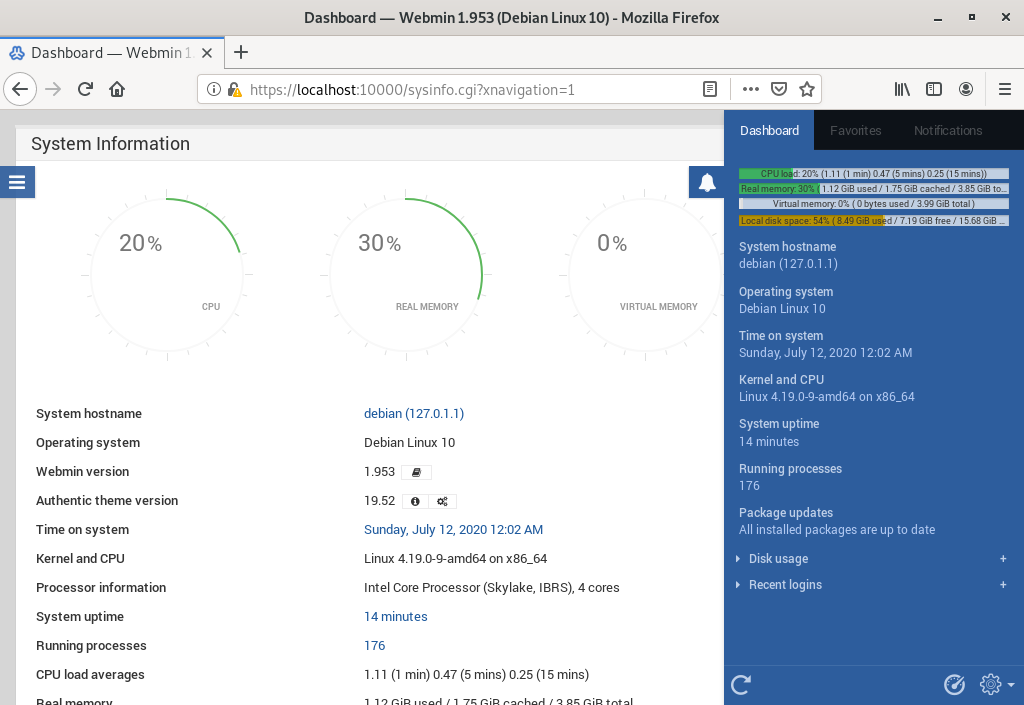 Dashboard — Webmin 1.953 (Debian Linux 10) - Mozilla Firefox
Dashboard — Webmin 1.
https://localhost:10000/sysinfo.cgi?xnavigation=1
System Information
20%
CPU
30%
REAL MEMORY
0%
VIRTUAL MEMORY
System hostname debian (127.0.1.1)
Operating system Debian Linux 10
Webmin version 1.953
Authentic theme version 19.52
Time on system Sunday, July 12, 2020 12:02 AM
Kernel and CPU Linux 4.19.0-9-amd64 on x86_64
Processor information Intel Core Processor (Skylake, IBRS), 4 cores
System uptime 14 minutes
Running processes 176
CPU load averages 1.11 (1 min) 0.47 (5 mins) 0.25 (15 mins)
Real memory 1.12 GiB used / 1.75 GiB cached / 3.85 GiB total
Dashboard Favorites Notifications
CPU load: 20% (1.11 (1 min) 0.47 (5 mins) 0.25 (15 mins))
Real memory: 30% ( 1.12 GiB used / 1.75 GiB cached / 3.85 GiB to...
Virtual memory: 0% ( 0 bytes used / 3.99 GiB total )
Local disk space: 54% ( 8.49 GiB used / 7.19 GiB free / 15.68 GiB ...
System hostname
debian (127.0.1.1)
Operating system
Debian Linux 10
Time on system
Sunday, July 12, 2020 12:02 AM
Kernel and CPU
Linux 4.19.0-9-amd64 on x86_64
System uptime
14 minutes
Running processes
176
Package updates
All installed packages are up to date
Disk usage +
Recent logins +